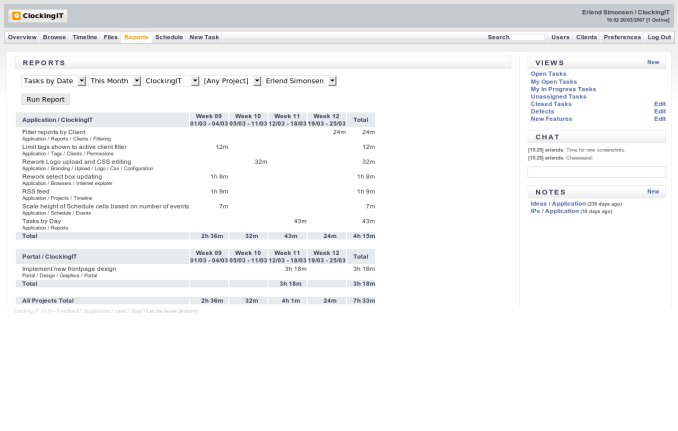 ClockingIT
Erlend Simonsen / ClockingIT
10:52 20/03/2007 [1 Online]
Overview Browse Timeline Files Reports Schedule New Task Search Users Clients Preferences Log Out
REPORTS
Tasks by Date This Month ClockingIT [Any Project] Erlend Simonsen
Run Report
Application / ClockingIT Week 09 Week 10 Week 11 Week 12 Total
01/03 - 04/03 05/03 - 11/03 12/03 - 18/03 19/03 - 25/03
Filter reports by Client 24m 24m
Application / Reports / Clients / Filtering
Limit tags shown to active client filter 12m 12m
Application / Tags / Clients / Permissions
Rework Logo upload and CSS editing 32m 32m
Application / Branding / Upload / Logo / Css / Configuration
Rework select box updating 1h 8m 1h 8m
Application / Browsers / Internet explorer
RSS feed 1h 9m 1h 9m
Application / Projects / Timeline
Scale height of Schedule cells based on number of events 7m 7m
Application / Schedule / Events
Tasks by Day 43m 43m
Application / Reports
Total 2h 36m 32m 43m 24m 4h 15m
Portal / ClockingIT Week 09 Week 10 Week 11 Week 12 Total
01/03 - 04/03 05/03 - 11/03 12/03 - 18/03 19/03 - 25/03
Implement new frontpage design 3h 18m 3h 18m
Portal / Design / Graphics / Portal
Total 3h 18m 3h 18m
All Projects Total 2h 36m 32m 4h 1m 24m 7h 33m
VIEWS New
Open Tasks
My Open Tasks
My In Progress Tasks
Unassigned Tasks
Closed Tasks Edit
Defects Edit
New Features Edit
CHAT
[15:25] erlends: Time for new screenshots.
[15:25] erlends: Cheeeeese!
NOTES New
Ideas / Application (235 days ago)
IPs / Application (18 days ago)
Feedback? Suggestions? Ideas? Bugs? Let me know [Admin]